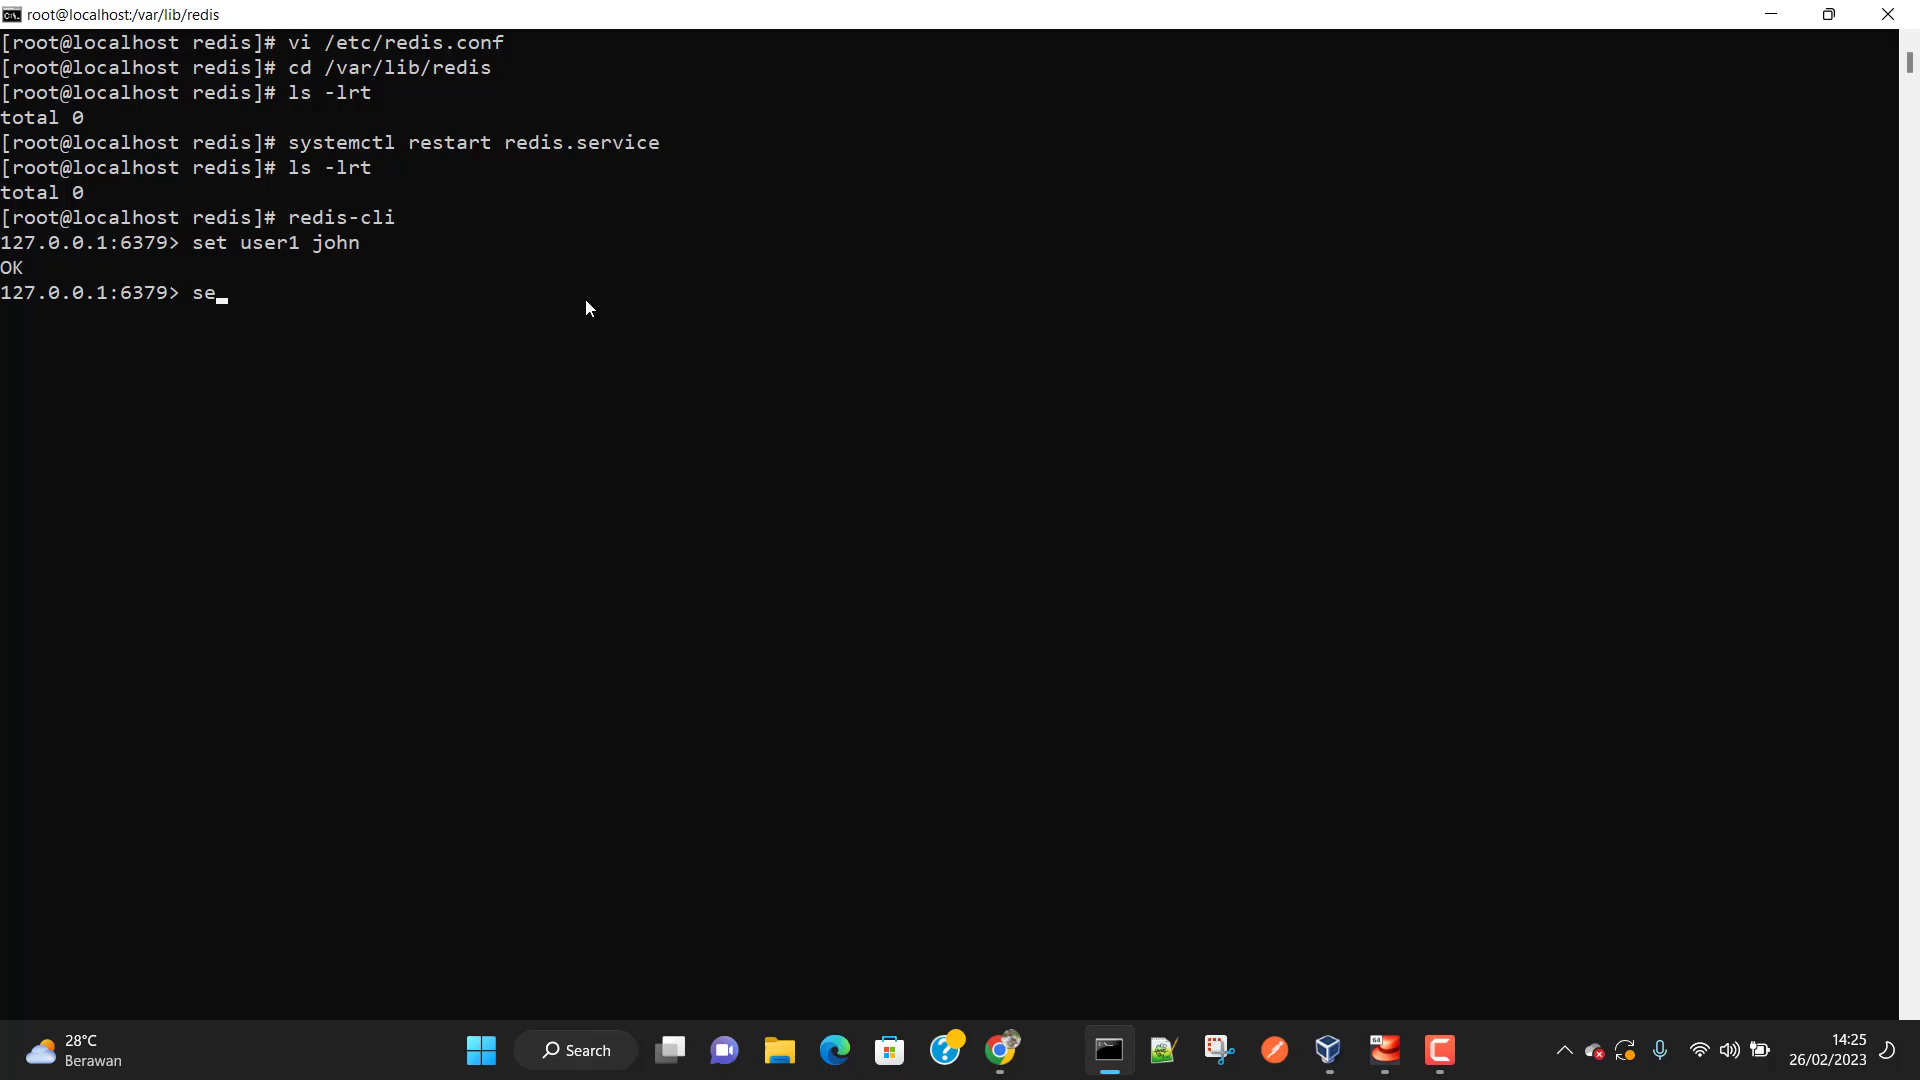 root@localhost:/var/lib/redis
[root@localhost redis]# vi /etc/redis.conf
[root@localhost redis]# cd /var/lib/redis
[root@localhost redis]# ls -lrt
total 0
[root@localhost redis]# systemctl restart redis.service
[root@localhost redis]# ls -lrt
total 0
[root@localhost redis]# redis-cli
127.0.0.1:6379> set user1 john
OK
127.0.0.1:6379> se
28°C
Berawan
Search
64
14:25
26/02/2023